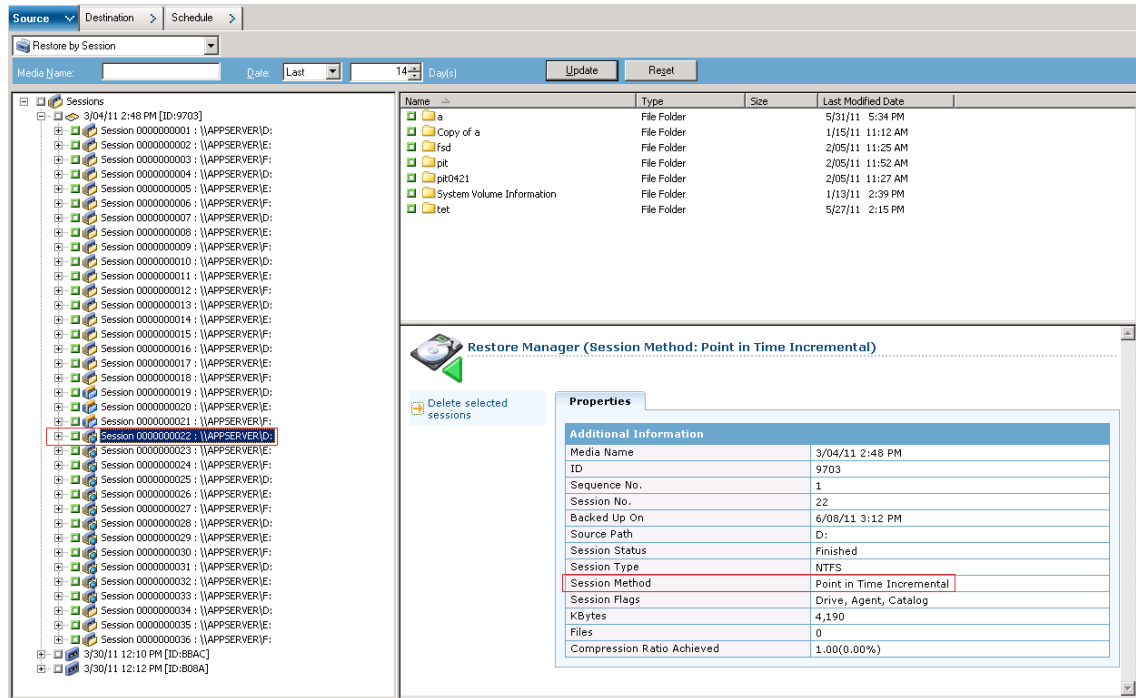 Source Destination > Schedule >
Restore by Session
Media Name: Date: Last 14 Day(s) Update Reset
Sessions
3/04/11 2:48 PM [ID:9703]
Session 0000000001 : \\APPSERVER\D:
Session 0000000002 : \\APPSERVER\E:
Session 0000000003 : \\APPSERVER\F:
Session 0000000004 : \\APPSERVER\D:
Session 0000000005 : \\APPSERVER\E:
Session 0000000006 : \\APPSERVER\F:
Session 0000000007 : \\APPSERVER\D:
Session 0000000008 : \\APPSERVER\E:
Session 0000000009 : \\APPSERVER\F:
Session 0000000010 : \\APPSERVER\D:
Session 0000000011 : \\APPSERVER\E:
Session 0000000012 : \\APPSERVER\F:
Session 0000000013 : \\APPSERVER\D:
Session 0000000014 : \\APPSERVER\E:
Session 0000000015 : \\APPSERVER\F:
Session 0000000016 : \\APPSERVER\D:
Session 0000000017 : \\APPSERVER\E:
Session 0000000018 : \\APPSERVER\F:
Session 0000000019 : \\APPSERVER\D:
Session 0000000020 : \\APPSERVER\E:
Session 0000000021 : \\APPSERVER\F:
Session 0000000022 : \\APPSERVER\D:
Session 0000000023 : \\APPSERVER\E:
Session 0000000024 : \\APPSERVER\F:
Session 0000000025 : \\APPSERVER\D:
Session 0000000026 : \\APPSERVER\E:
Session 0000000027 : \\APPSERVER\F:
Session 0000000028 : \\APPSERVER\D:
Session 0000000029 : \\APPSERVER\E:
Session 0000000030 : \\APPSERVER\F:
Session 0000000031 : \\APPSERVER\D:
Session 0000000032 : \\APPSERVER\E:
Session 0000000033 : \\APPSERVER\F:
Session 0000000034 : \\APPSERVER\D:
Session 0000000035 : \\APPSERVER\E:
Session 0000000036 : \\APPSERVER\F:
3/30/11 12:10 PM [ID:BBAC]
3/30/11 12:12 PM [ID:B08A]
Name Type Size Last Modified Date
a File Folder 5/31/11 5:34 PM
Copy of a File Folder 1/15/11 11:12 AM
fsd File Folder 2/05/11 11:25 AM
pit File Folder 2/05/11 11:52 AM
pit0421 File Folder 2/05/11 11:27 AM
System Volume Information File Folder 1/13/11 2:39 PM
tet File Folder 5/27/11 2:15 PM
Restore Manager (Session Method: Point in Time Incremental)
Delete selected
sessions
Properties
Additional Information
Media Name 3/04/11 2:48 PM
ID 9703
Sequence No. 1
Session No. 22
Backed Up On 6/08/11 3:12 PM
Source Path D:
Session Status Finished
Session Type NTFS
Session Method Point in Time Incremental
Session Flags Drive, Agent, Catalog
KBytes 4,190
Files 0
Compression Ratio Achieved 1.00(0.00%)